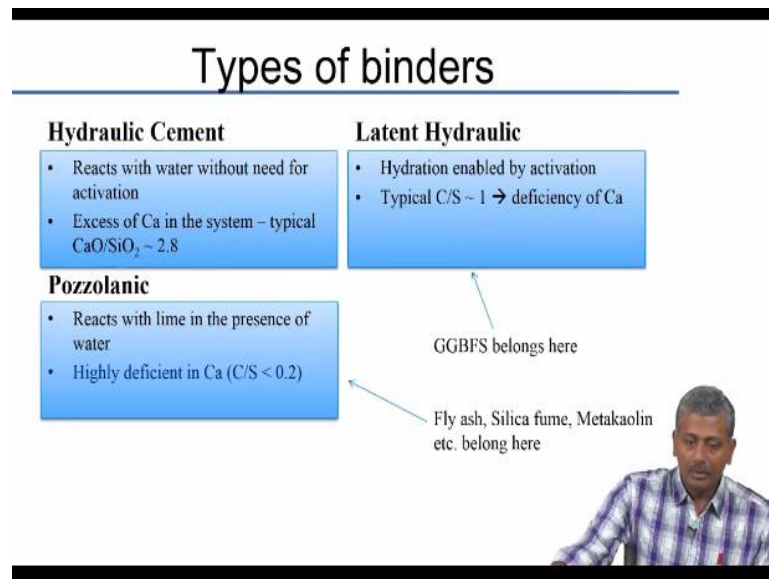 Types of binders
Hydraulic Cement
• Reacts with water without need for
activation
• Excess of Ca in the system – typical
CaO/SiO₂ ~ 2.8
Latent Hydraulic
• Hydration enabled by activation
• Typical C/S ~ 1 → deficiency of Ca
Pozzolanic
• Reacts with lime in the presence of
water
• Highly deficient in Ca (C/S < 0.2)
GGBFS belongs here
Fly ash, Silica fume, Metakaolin
etc. belong here